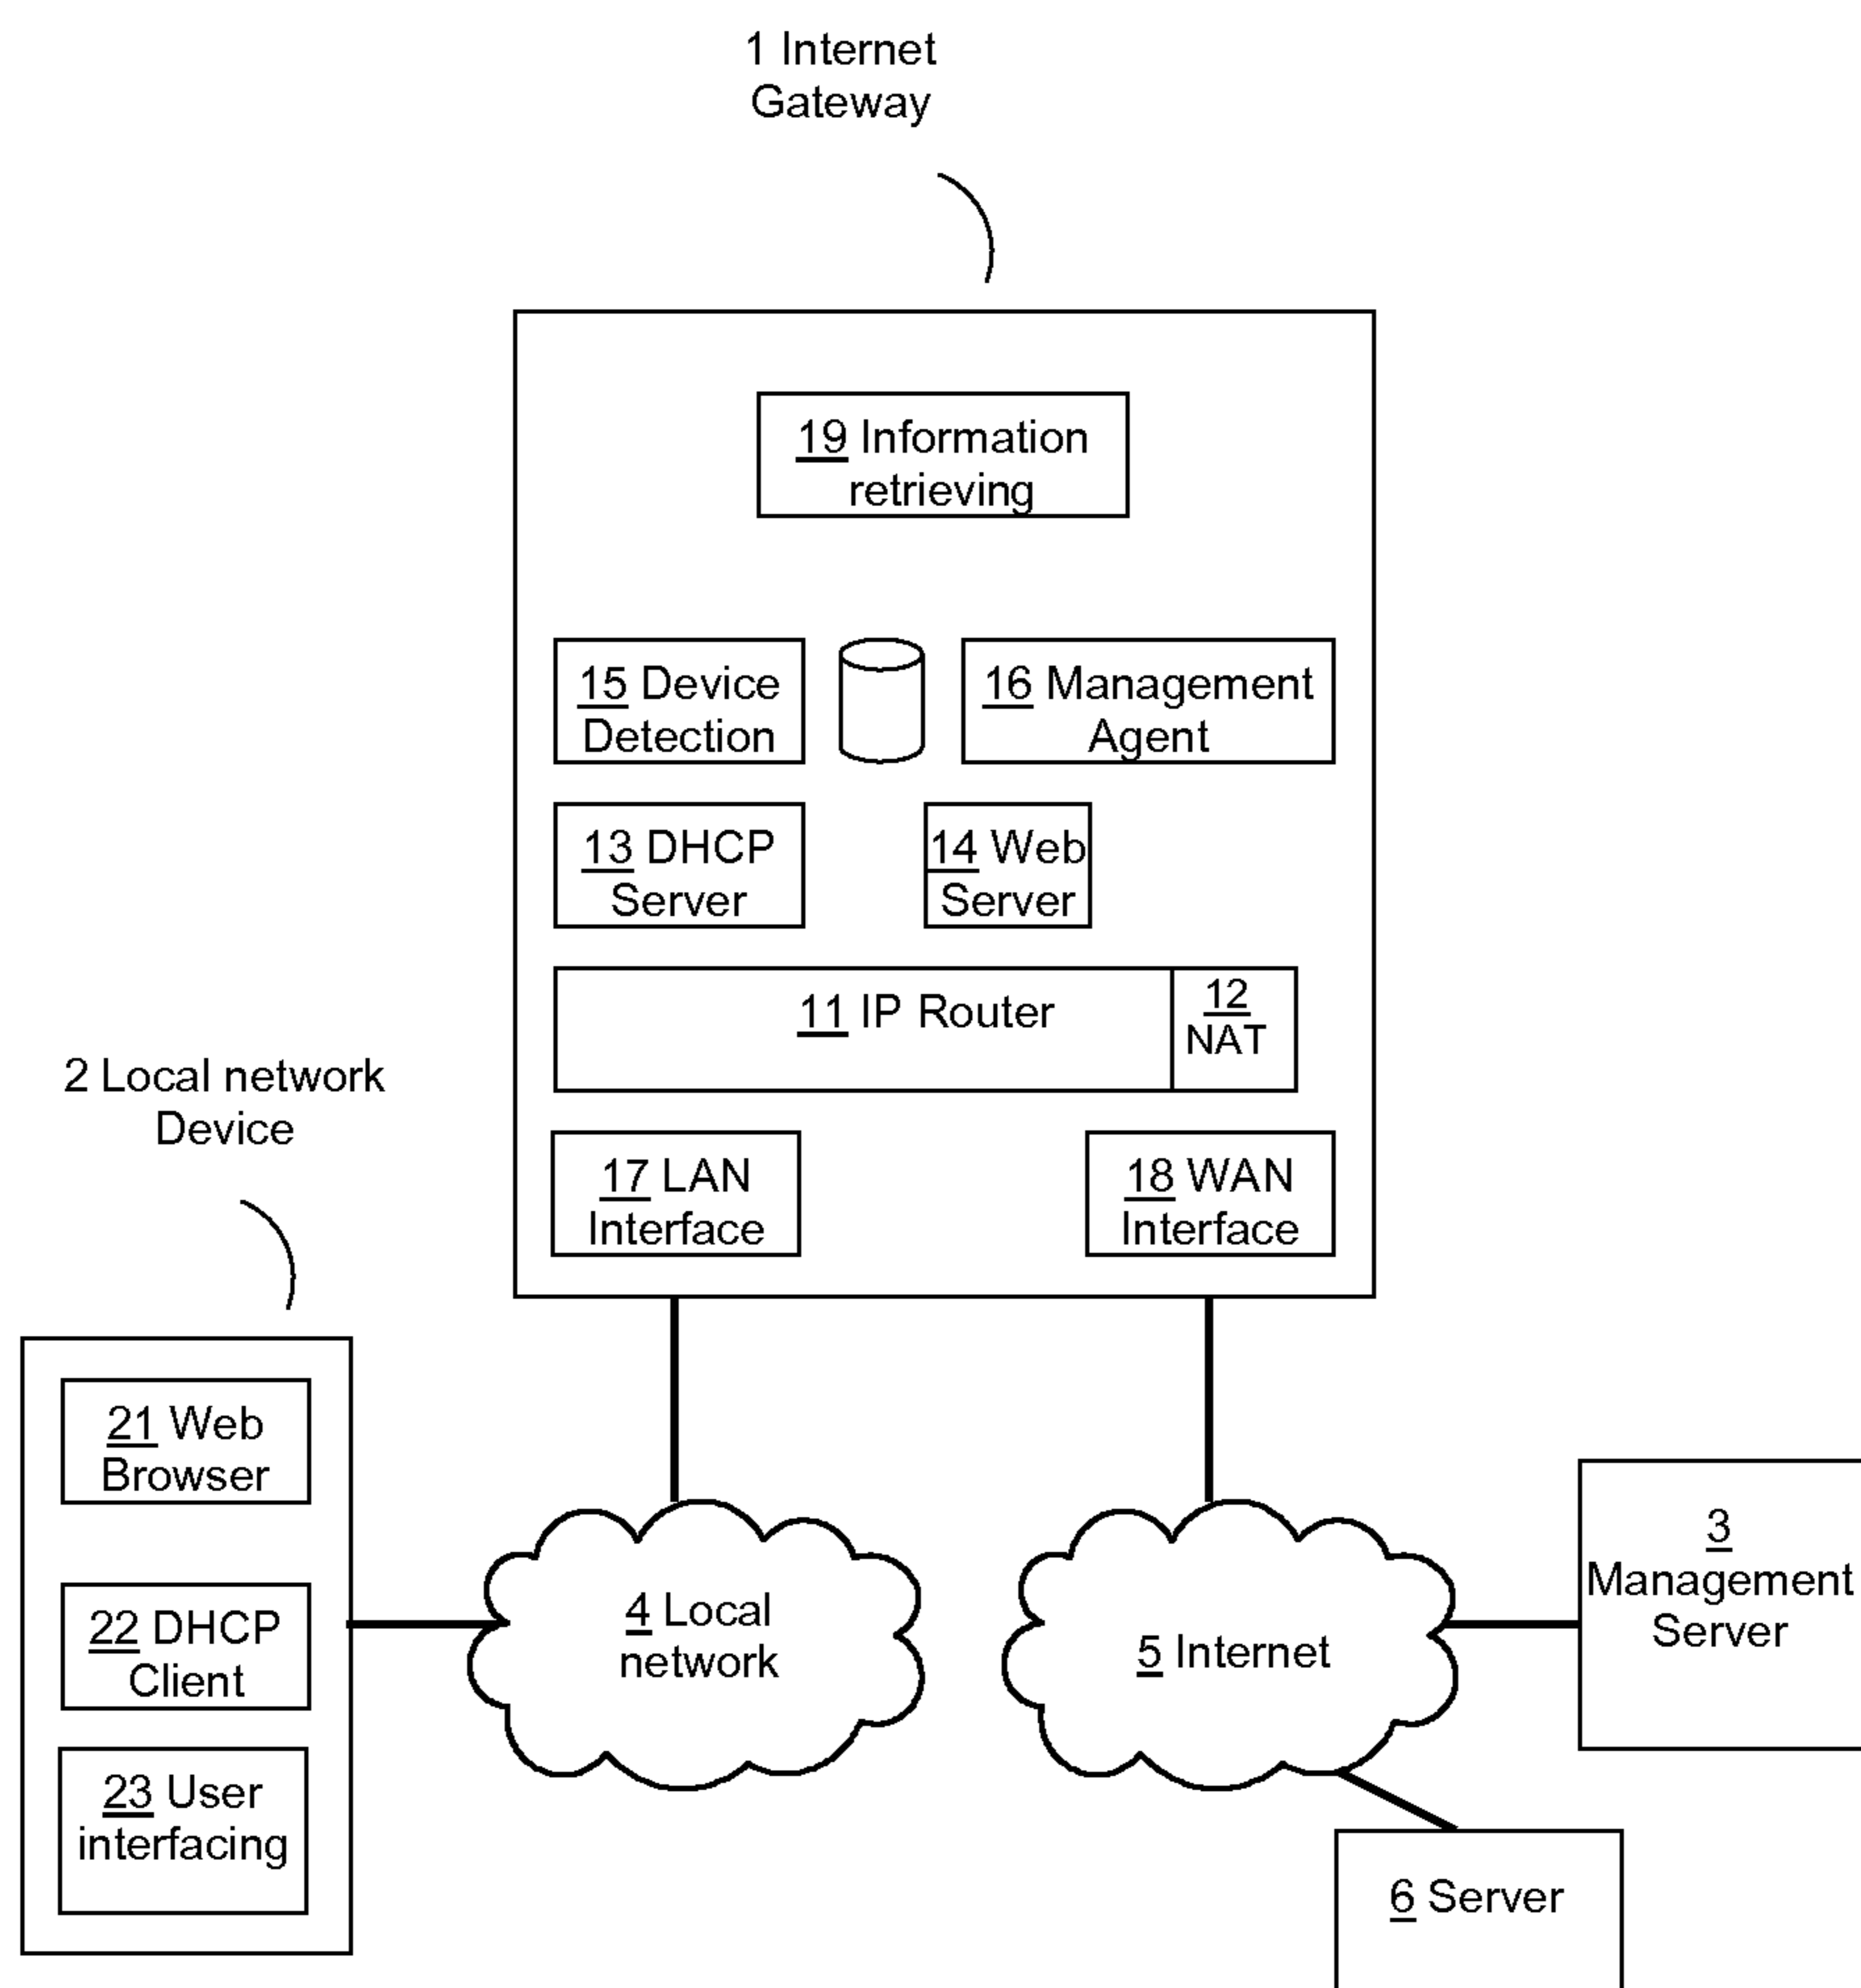 1 Internet
Gateway
19 Information
retrieving
15 Device
Detection
16 Management
Agent
13 DHCP
Server
14 Web
Server
11 IP Router
12
NAT
2 Local network
Device
17 LAN
Interface
18 WAN
Interface
21 Web
Browser
22 DHCP
Client
23 User
interfacing
4 Local
network
5 Internet
3
Management
Server
6 Server